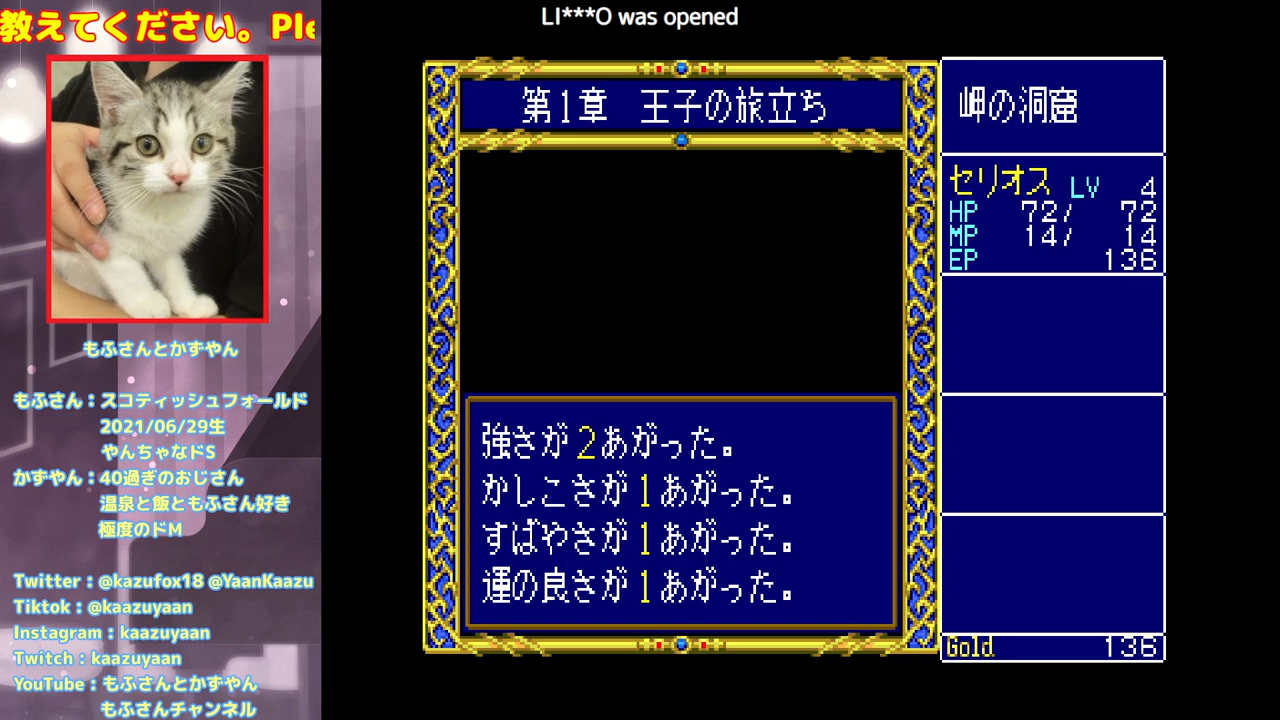 教えてください。Ple
もふさんとかずやん
もふさん：スコティッシュフォールド
2021/06/29生
やんちゃなドS
かずやん：40過ぎのおじさん
温泉と飯ともふさん好き
極度のドM
Twitter：@kazufox18 @YaanKaazu
Tiktok：@kaazuyaan
Instagram：kaazuyaan
Twitch：kaazuyaan
YouTube：もふさんとかずやん
もふさんチャンネル
LI***O was opened
第1章　王子の旅立ち
強さが 2あがった。
かしこさが 1あがった。
すばやさが 1あがった。
運の良さが 1あがった。
岬の洞窟
セリオス LV 4
HP 72/ 72
MP 14/ 14
EP 136
Gold 136